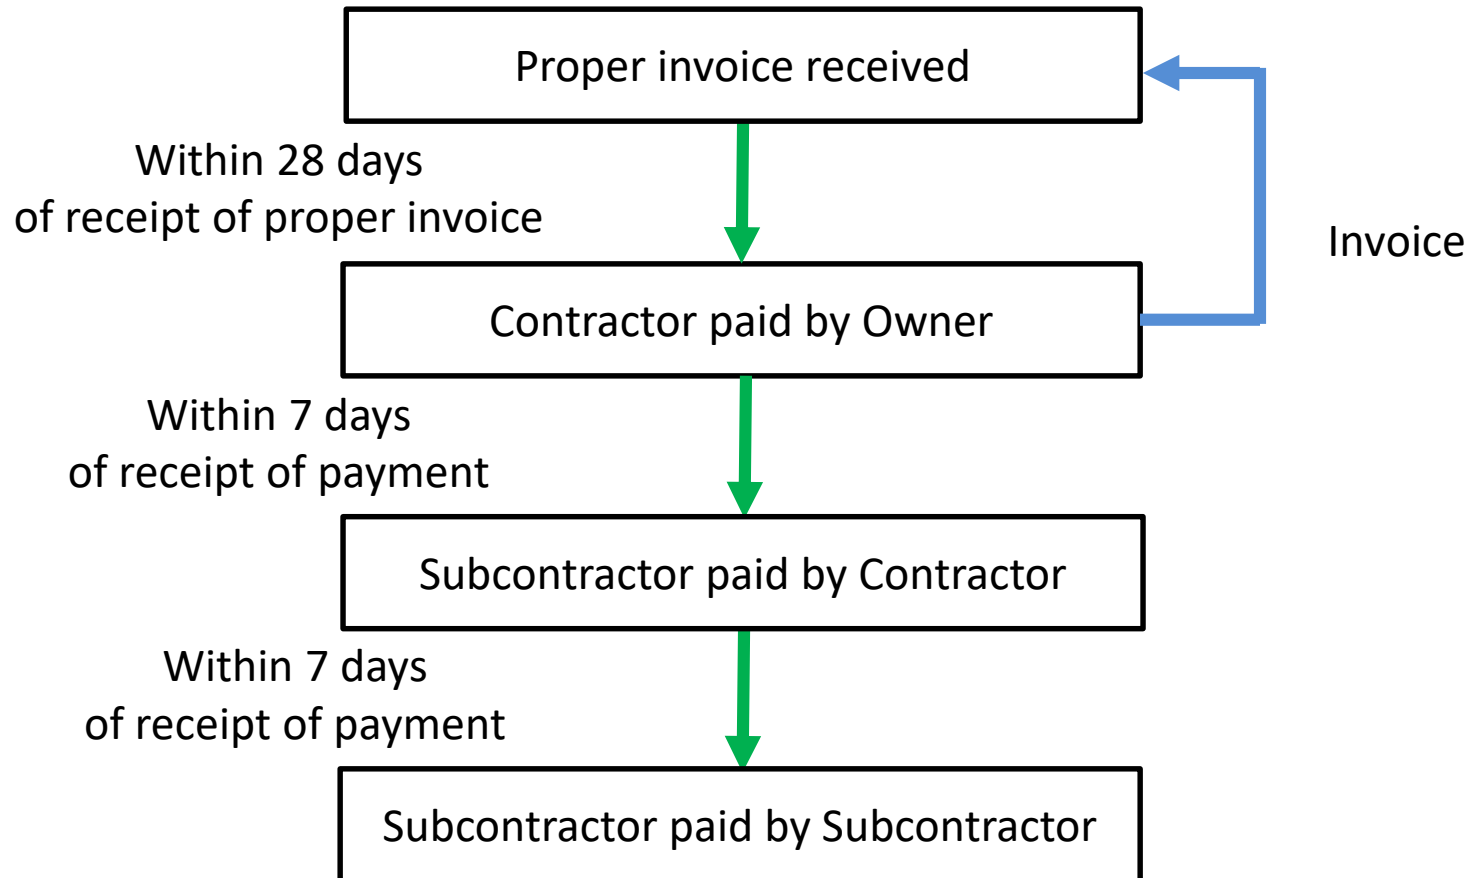 Proper invoice received
Within 28 days
of receipt of proper invoice
Invoice
Contractor paid by Owner
Within 7 days
of receipt of payment
Subcontractor paid by Contractor
Within 7 days
of receipt of payment
Subcontractor paid by Subcontractor